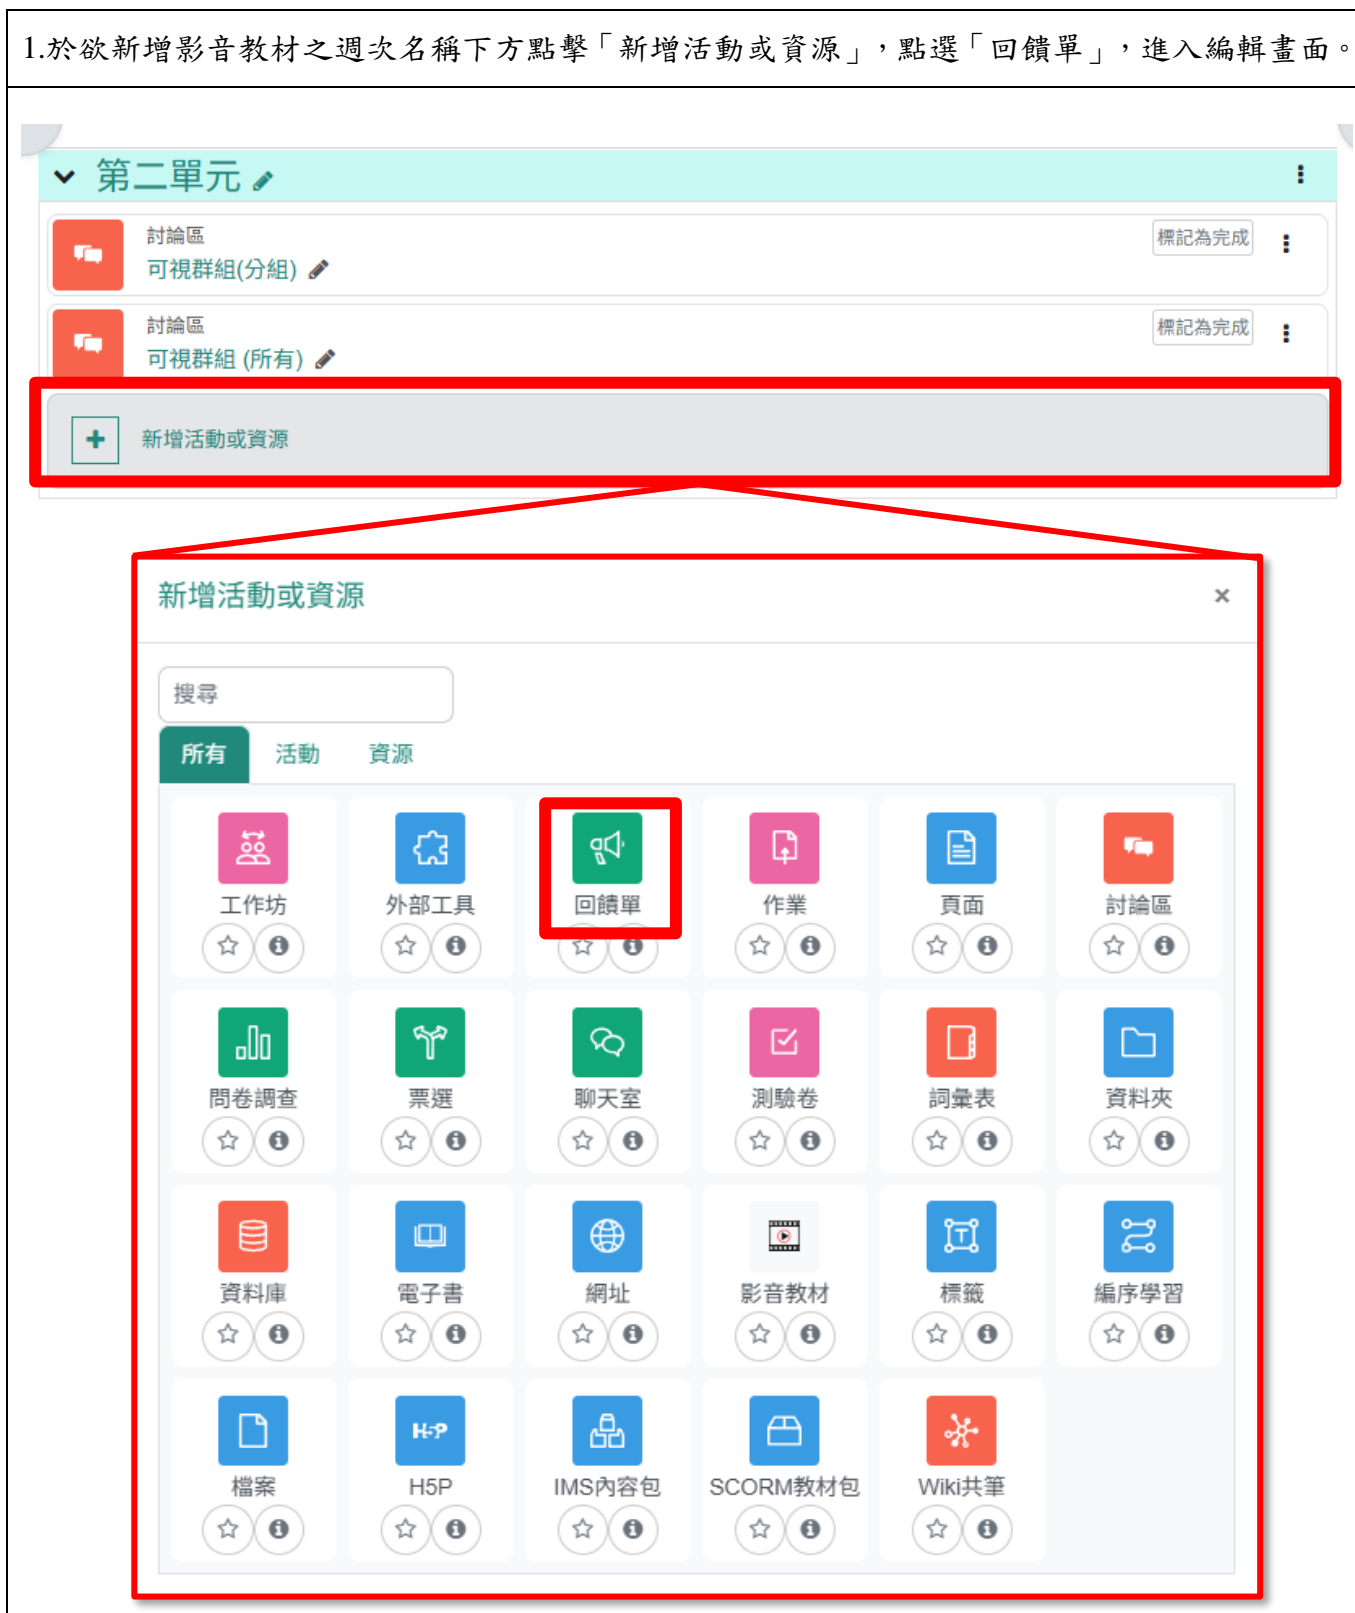 1.於欲新增影音教材之週次名稱下方點擊「新增活動或資源」，點選「回饋單」，進入編輯畫面。
第二單元
討論區
標記為完成
可視群組(分組)
討論區
標記為完成
可視群組 (所有)
新增活動或資源
新增活動或資源
搜尋
所有 活動 資源
工作坊 外部工具 回饋單 作業 頁面 討論區
問卷調查 票選 聊天室 測驗卷 詞彙表 資料夾
資料庫 電子書 網址 影音教材 標籤 編序學習
H5P
檔案 H5P IMS內容包 SCORM教材包 Wiki共筆